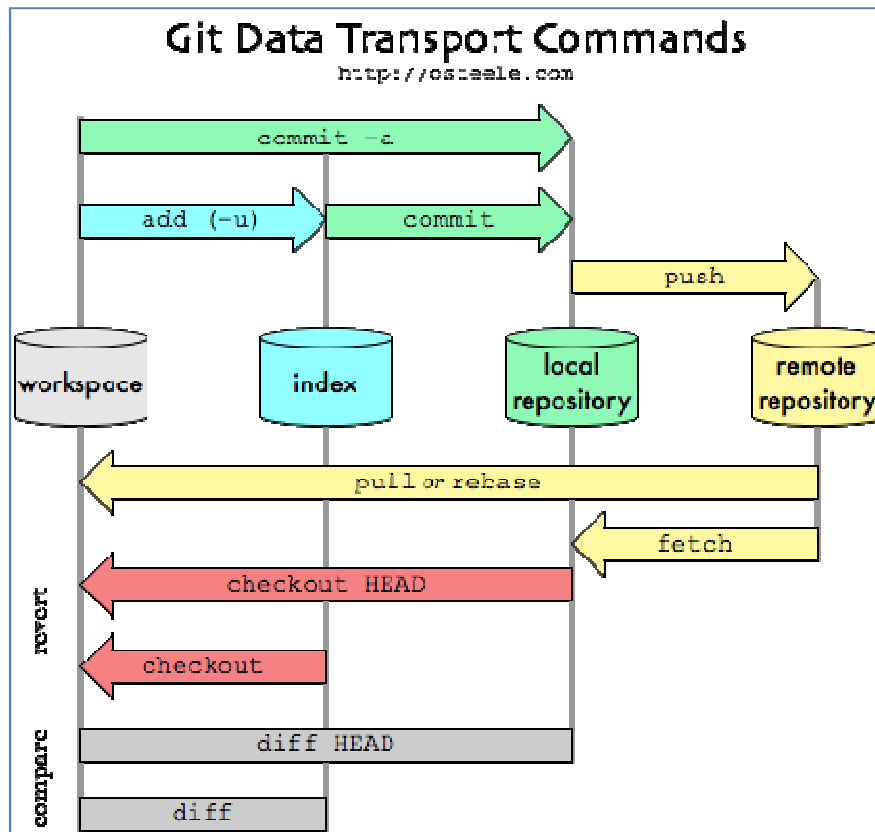 Git Data Transport Commands
http://osteele.com
commit -a
add (-u)
commit
push
workspace
index
local
repository
remote
repository
pull or rebase
fetch
revert
checkout HEAD
checkout
compare
diff HEAD
diff